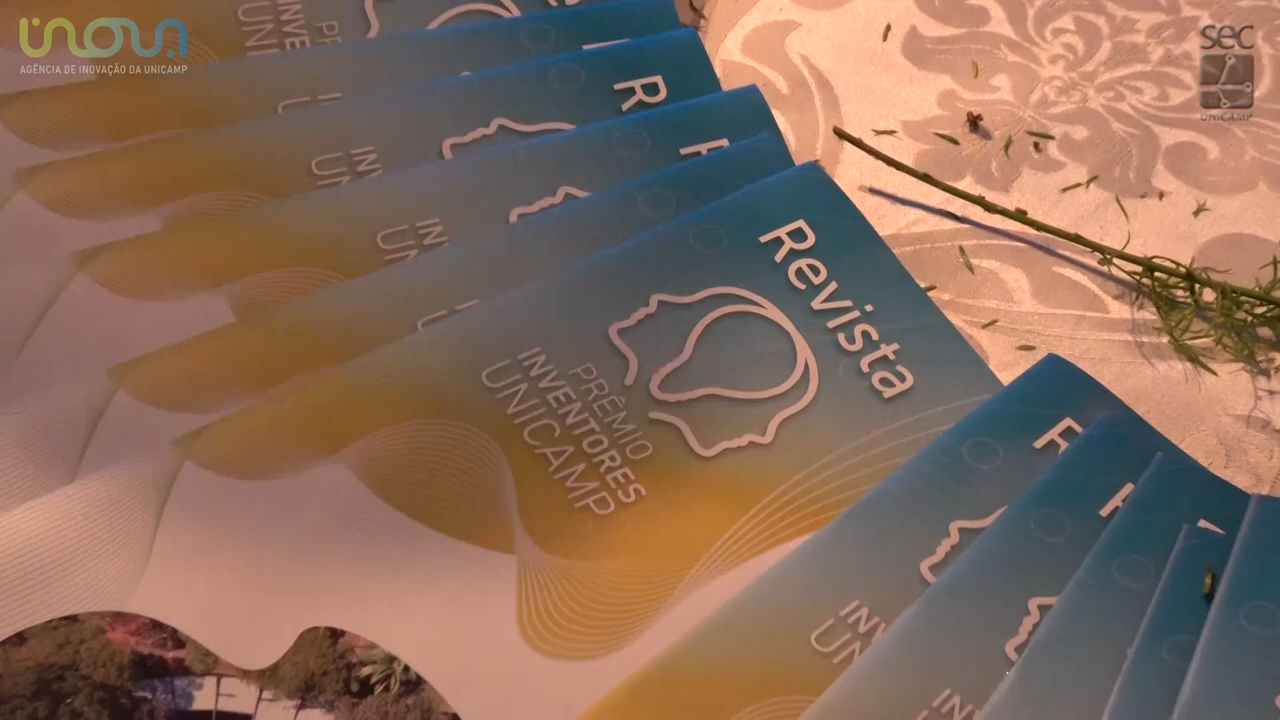 inova
AGÊNCIA DE INOVAÇÃO DA UNICAMP
sec
UNICAMP
Revista
PRÊMIO
INVENTORES
UNICAMP